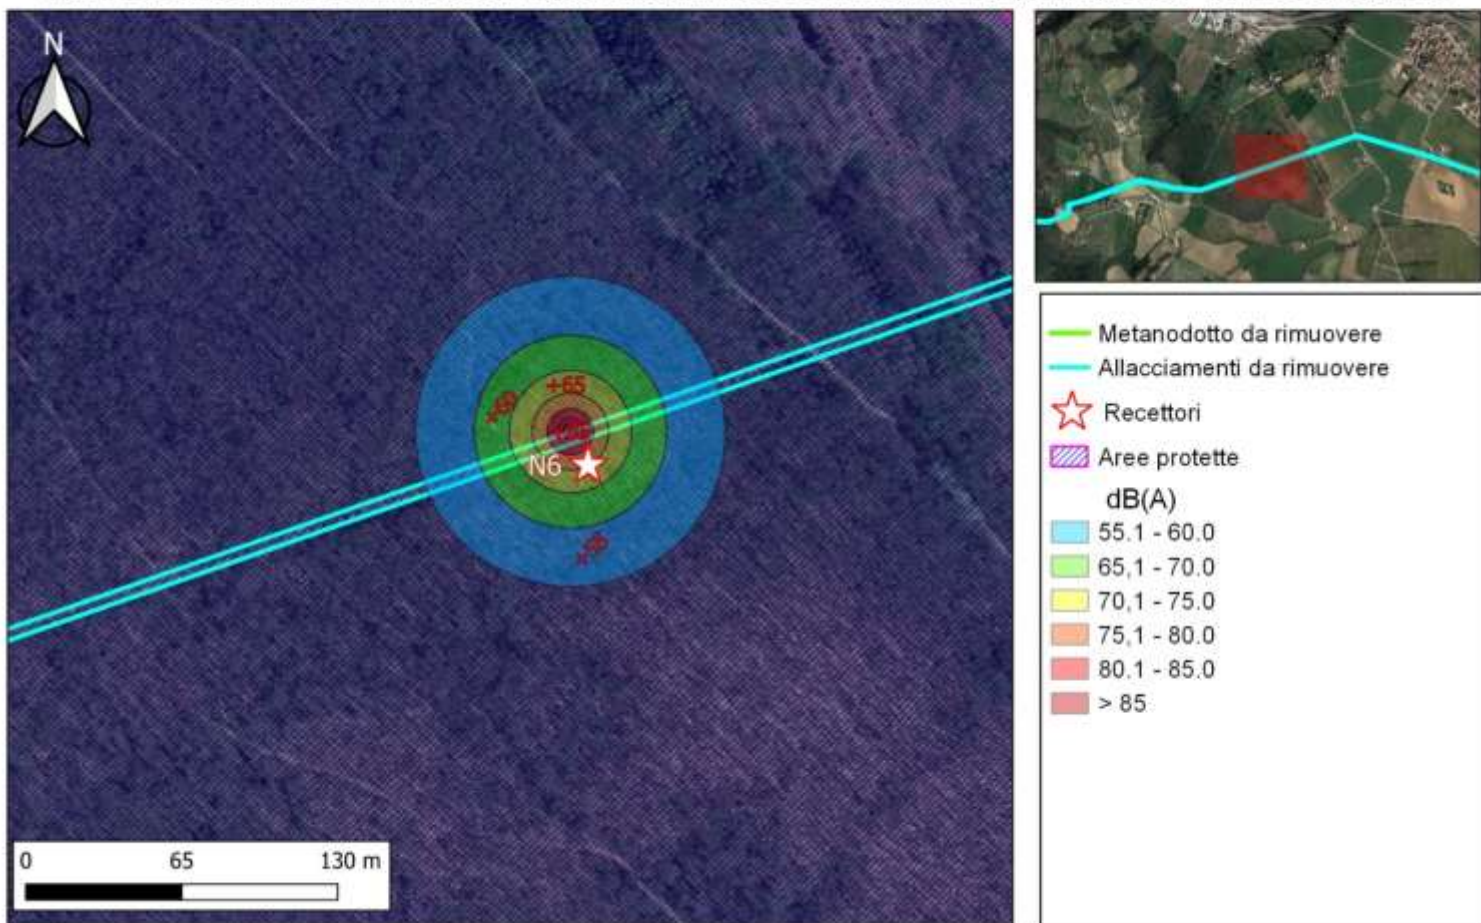 N
+65
N6
0 65 130 m
Metanodotto da rimuovere
Allacciamenti da rimuovere
Recettori
Aree protette
dB(A)
55.1 - 60.0
65,1 - 70.0
70,1 - 75.0
75,1 - 80.0
80.1 - 85.0
> 85